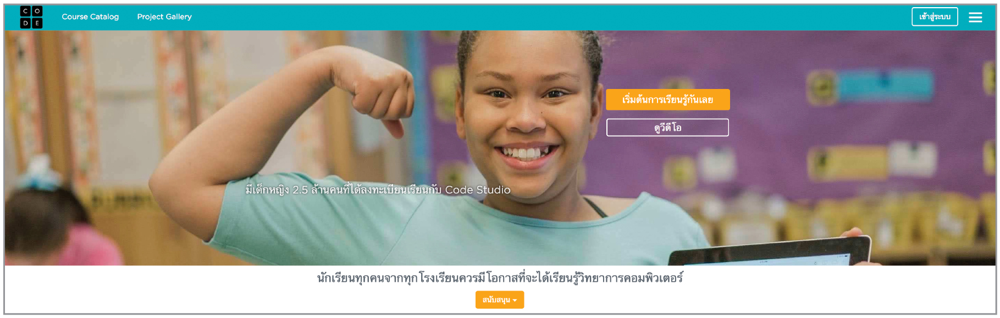 C O
D E
Course Catalog
Project Gallery
เข้าสู่ระบบ
เริ่มต้นการเรียนรู้กันเลย
ดูวีดีโอ
มีเด็กหญิง 2.5 ล้านคนที่ได้ลงทะเบียนเรียนกับ Code Studio
นักเรียนทุกคนจากทุกโรงเรียนควรมีโอกาสที่จะได้เรียนรู้วิทยาการคอมพิวเตอร์
สนับสนุน